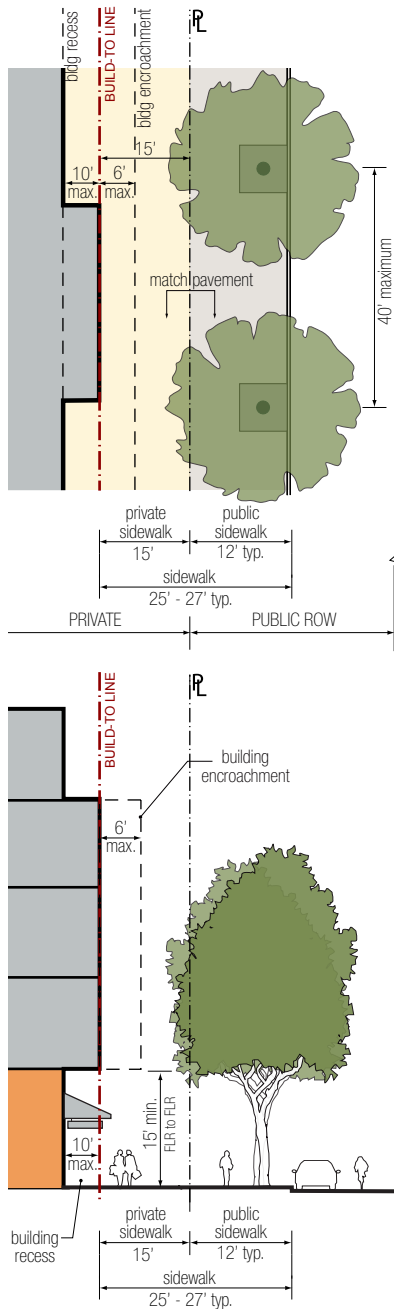 bldg recess
BUILD-TO LINE
bldg encroachment
PL
15'
10'
max.
6'
max.
match pavement
40' maximum
private
sidewalk
15'
public
sidewalk
12' typ.
sidewalk
25' - 27' typ.
PRIVATE
PUBLIC ROW
BUILD-TO LINE
PL
building
encroachment
6'
max.
15' min.
FLR to FLR
10'
max.
building
recess
private
sidewalk
15'
public
sidewalk
12' typ.
sidewalk
25' - 27' typ.